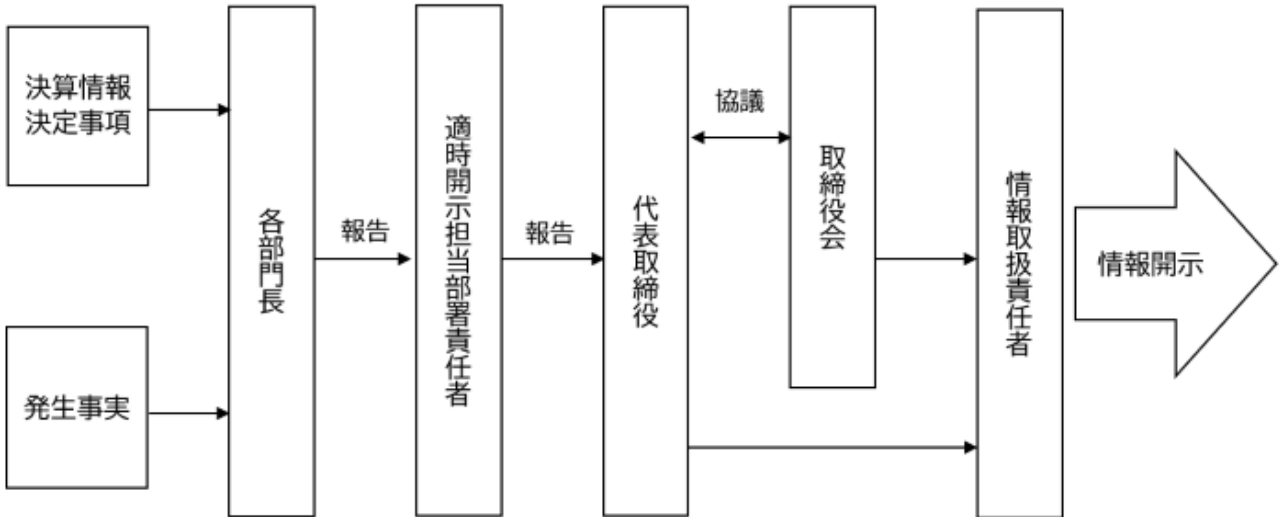 決算情報
決定事項
発生事実
各部門長
報告
適時開示担当部署責任者
報告
代表取締役
協議
取締役会
情報取扱責任者
情報開示